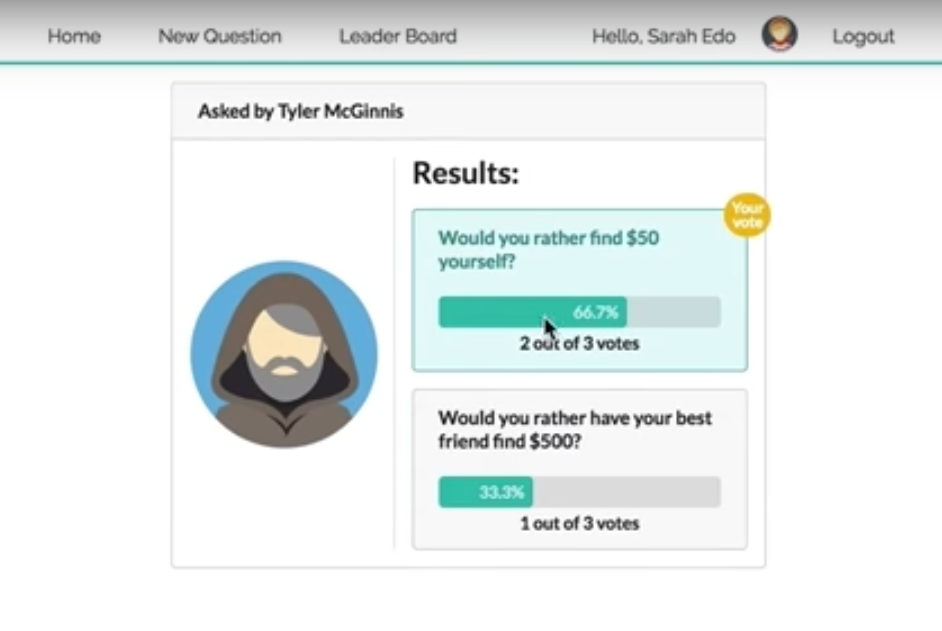 Home New Question Leader Board Hello, Sarah Edo Logout
Asked by Tyler McGinnis
Results:
Your
vote
Would you rather find $50
yourself?
66.7%
2 out of 3 votes
Would you rather have your best
friend find $500?
33.3%
1 out of 3 votes